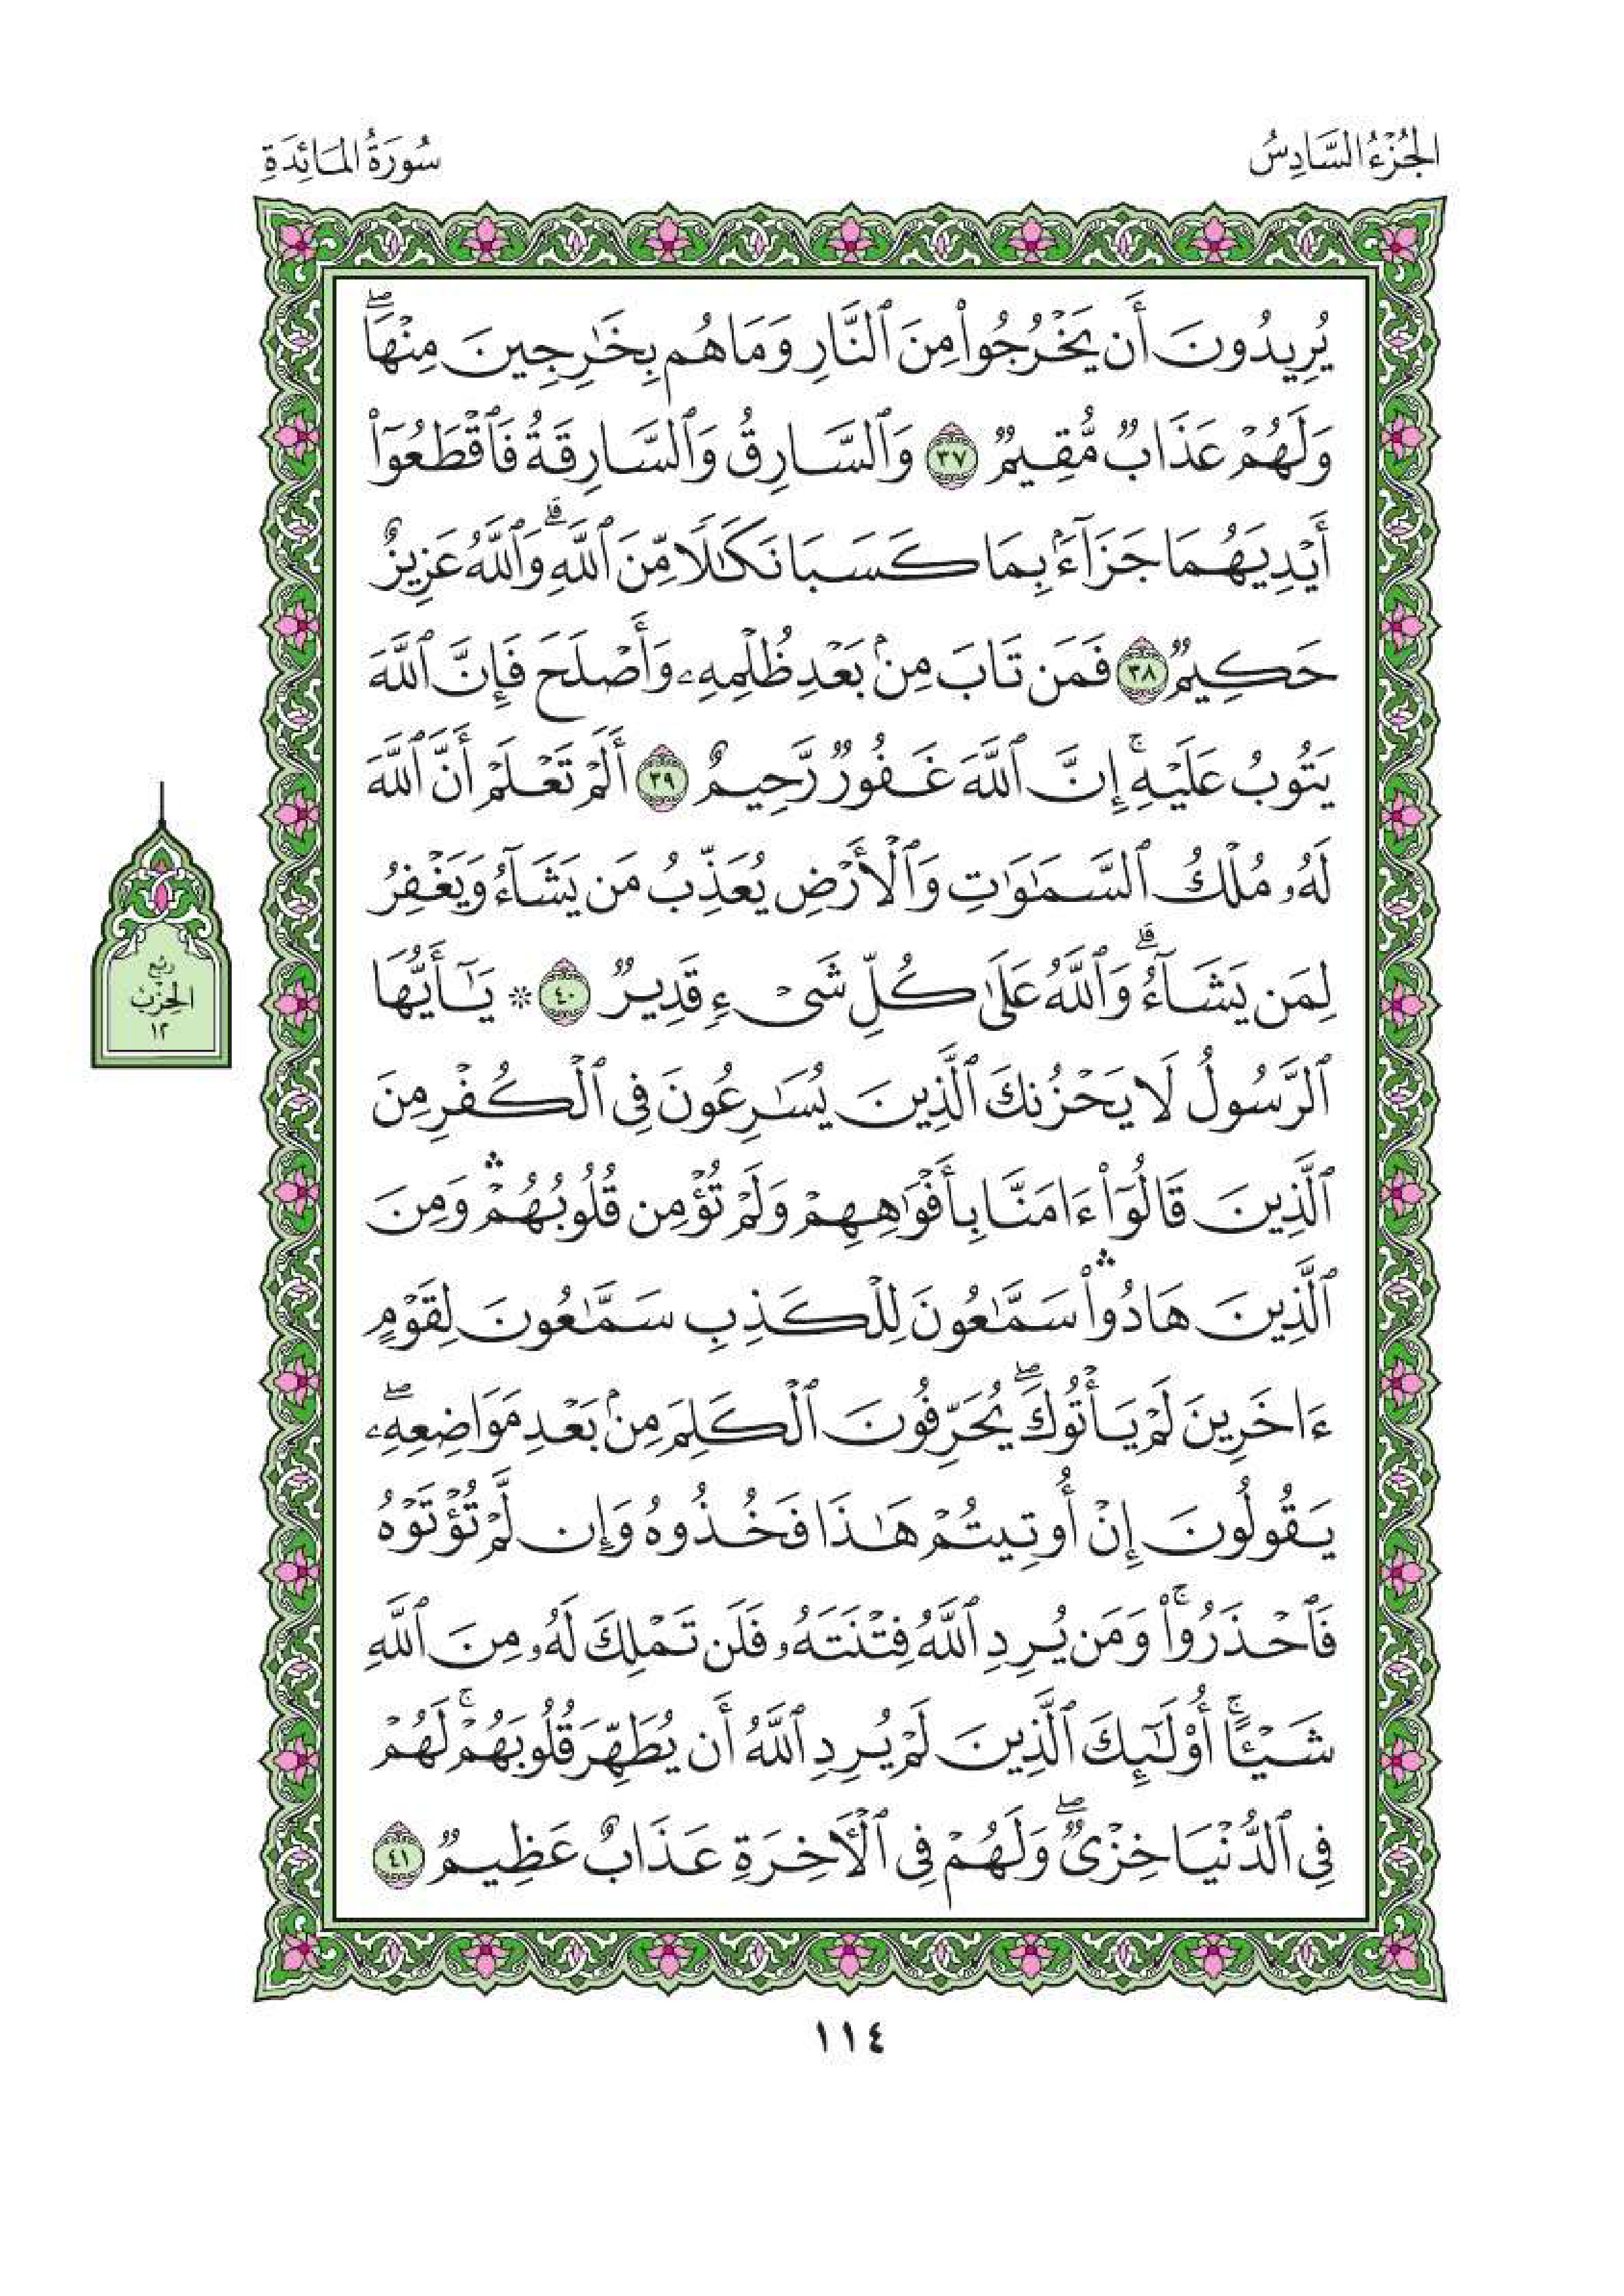 الجُزْءُ السَّادِسُ
سُورَةُ المَائِدَةِ
يُرِيدُونَ أَن يَخْرُجُوا۟ مِنَ ٱلنَّارِ وَمَا هُم بِخَٰرِجِينَ مِنْهَا ۖ
وَلَهُمْ عَذَابٌ مُّقِيمٌ ٣٧ وَٱلسَّارِقُ وَٱلسَّارِقَةُ فَٱقْطَعُوٓا۟
أَيْدِيَهُمَا جَزَآءًۢ بِمَا كَسَبَا نَكَٰلًا مِّنَ ٱللَّهِ ۗ وَٱللَّهُ عَزِيزٌ
حَكِيمٌ ٣٨ فَمَن تَابَ مِنۢ بَعْدِ ظُلْمِهِۦ وَأَصْلَحَ فَإِنَّ ٱللَّهَ
يَتُوبُ عَلَيْهِ ۚ إِنَّ ٱللَّهَ غَفُورٌ رَّحِيمٌ ٣٩ أَلَمْ تَعْلَمْ أَنَّ ٱللَّهَ
لَهُۥ مُلْكُ ٱلسَّمَٰوَٰتِ وَٱلْأَرْضِ يُعَذِّبُ مَن يَشَآءُ وَيَغْفِرُ
لِمَن يَشَآءُ ۗ وَٱللَّهُ عَلَىٰ كُلِّ شَىْءٍ قَدِيرٌ ٤٠ * يَٰٓأَيُّهَا
ٱلرَّسُولُ لَا يَحْزُنكَ ٱلَّذِينَ يُسَٰرِعُونَ فِى ٱلْكُفْرِ مِنَ
ٱلَّذِينَ قَالُوٓا۟ ءَامَنَّا بِأَفْوَٰهِهِمْ وَلَمْ تُؤْمِن قُلُوبُهُمْ ۛ وَمِنَ
ٱلَّذِينَ هَادُوا۟ ۛ سَمَّٰعُونَ لِلْكَذِبِ سَمَّٰعُونَ لِقَوْمٍ
ءَاخَرِينَ لَمْ يَأْتُوكَ ۖ يُحَرِّفُونَ ٱلْكَلِمَ مِنۢ بَعْدِ مَوَاضِعِهِۦ ۖ
يَقُولُونَ إِنْ أُوتِيتُمْ هَٰذَا فَخُذُوهُ وَإِن لَّمْ تُؤْتَوْهُ
فَٱحْذَرُوا۟ ۚ وَمَن يُرِدِ ٱللَّهُ فِتْنَتَهُۥ فَلَن تَمْلِكَ لَهُۥ مِنَ ٱللَّهِ
شَيْـًٔا ۚ أُو۟لَٰٓئِكَ ٱلَّذِينَ لَمْ يُرِدِ ٱللَّهُ أَن يُطَهِّرَ قُلُوبَهُمْ ۚ لَهُمْ
فِى ٱلدُّنْيَا خِزْىٌ ۖ وَلَهُمْ فِى ٱلْـَٔاخِرَةِ عَذَابٌ عَظِيمٌ ٤١
رُبْع
الحِزْب
١٢
١١٤